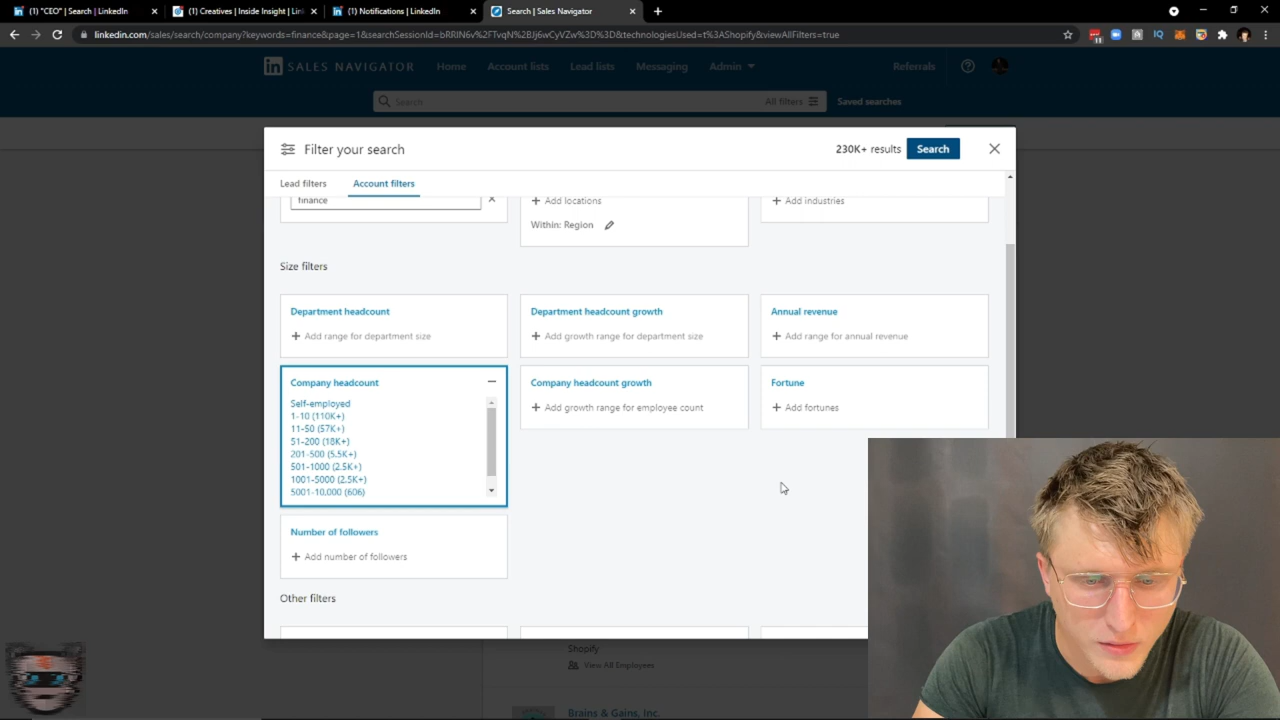 (1) "CEO" | Search | LinkedIn
Creatives | Inside Insight | Lin
(1) Notifications | LinkedIn
Search | Sales Navigator
linkedin.com/sales/search/company?keywords=finance&page=1&searchSessionId=bRRIN6v%2FTvqN%2BJj6wCyVZw%3D%3D&technologiesUsed=t%3AShopify&viewAllFilters=true
11
in SALES NAVIGATOR
Home
Account lists
Lead lists
Messaging
Admin
Referrals
Search
All filters
Saved searches
Filter your search
230K+ results
Search
Lead filters
Account filters
finance
+ Add locations
+ Add industries
Within: Region
Size filters
Department headcount
Department headcount growth
Annual revenue
+ Add range for department size
+ Add growth range for department size
+ Add range for annual revenue
Company headcount
Company headcount growth
Fortune
Self-employed
1-10 (110K+)
11-50 (57K+)
51-200 (18K+)
201-500 (5.5K+)
501-1000 (2.5K+)
1001-5000 (2.5K+)
5001-10,000 (606)
+ Add growth range for employee count
+ Add fortunes
Number of followers
+ Add number of followers
Other filters
Shopify
View All Employees
Brains & Gains, Inc.